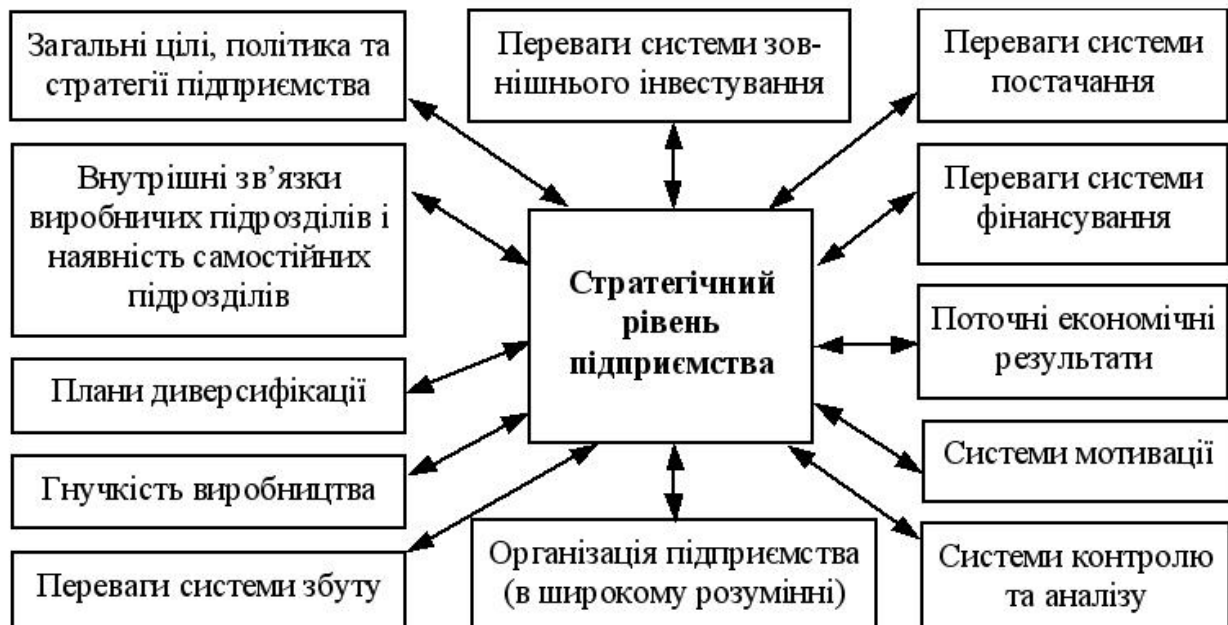 Загальні цілі, політика та
стратегії підприємства
Переваги системи зов-
нішнього інвестування
Переваги системи
постачання
Внутрішні зв’язки
виробничих підрозділів і
наявність самостійних
підрозділів
Переваги системи
фінансування
Стратегічний
рівень
підприємства
Поточні економічні
результати
Плани диверсифікації
Системи мотивації
Гнучкість виробництва
Організація підприємства
(в широкому розумінні)
Системи контролю
та аналізу
Переваги системи збуту